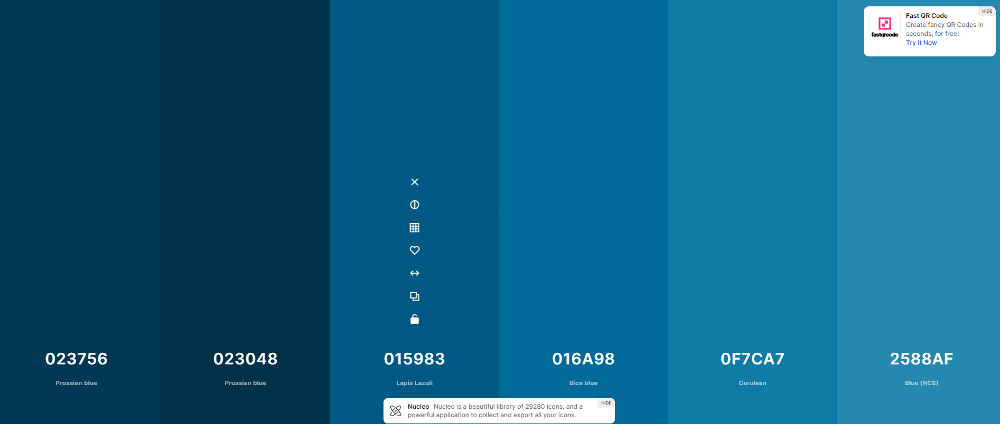 HIDE
Fast QR Code
Create fancy QR Codes in
seconds, for free!
Try It Now
fastqrcode
023756
023048
015983
016A98
0F7CA7
2588AF
Prussian blue
Prussian blue
Lapis Lazuli
Bice blue
Cerulean
Blue (NCS)
HIDE
Nucleo Nucleo is a beautiful library of 29280 icons, and a
powerful application to collect and export all your icons.